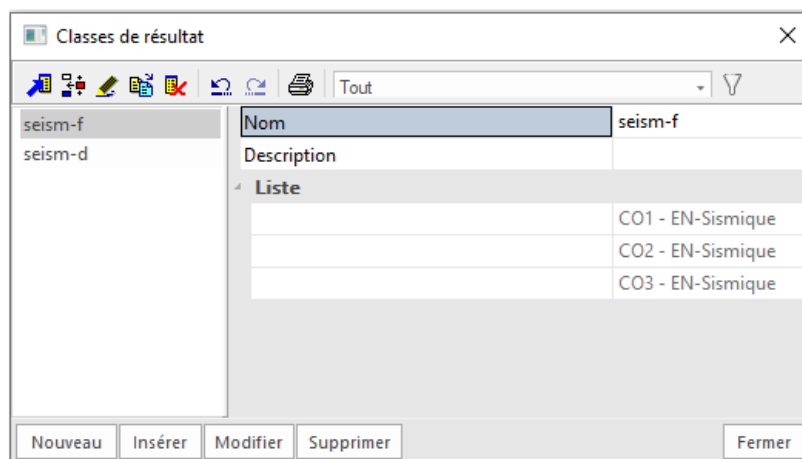 Classes de résultat
Tout
seism-f
seism-d
Nom seism-f
Description
Liste
CO1 - EN-Sismique
CO2 - EN-Sismique
CO3 - EN-Sismique
Nouveau Insérer Modifier Supprimer Fermer